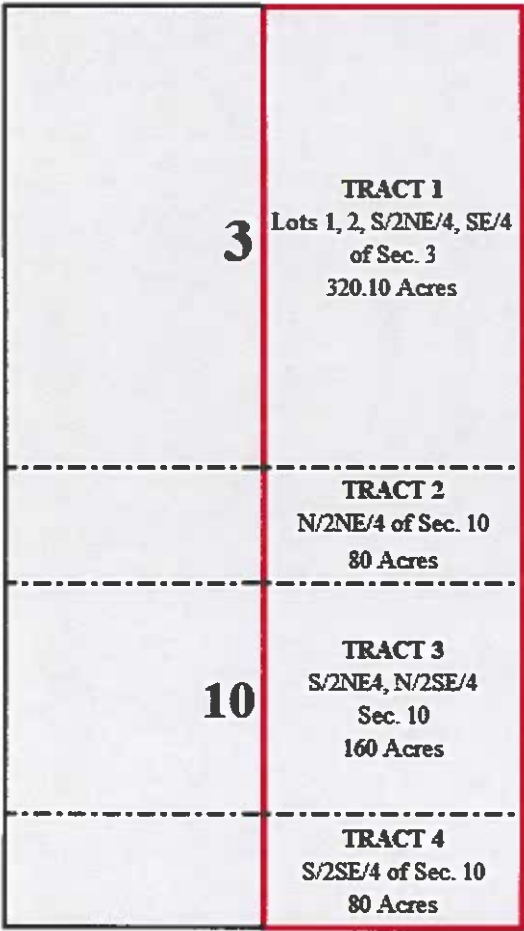 3
TRACT 1
Lots 1, 2, S/2NE/4, SE/4
of Sec. 3
320.10 Acres
TRACT 2
N/2NE/4 of Sec. 10
80 Acres
10
TRACT 3
S/2NE4, N/2SE/4
Sec. 10
160 Acres
TRACT 4
S/2SE/4 of Sec. 10
80 Acres